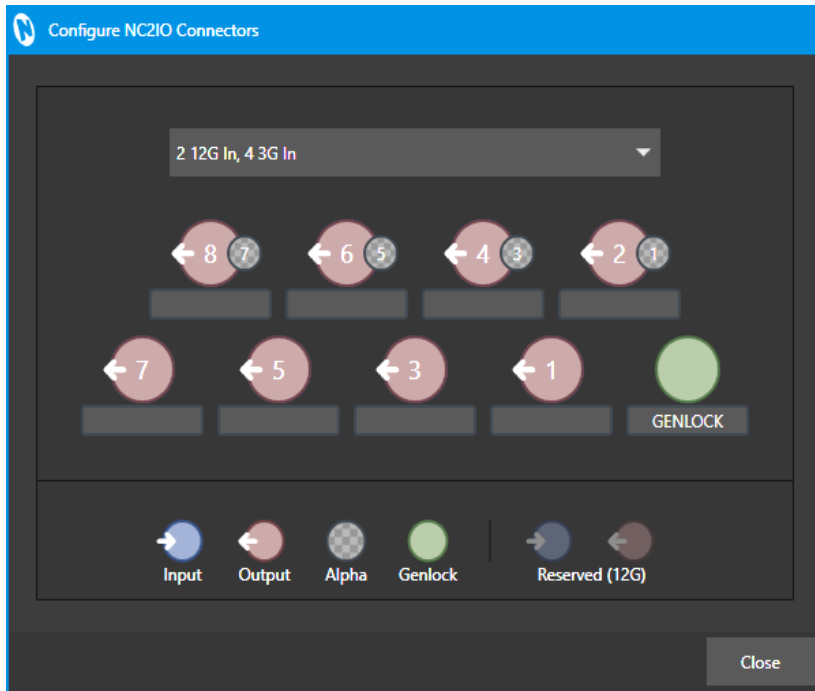 Configure NC2IO Connectors
2 12G In, 4 3G In
8 7 6 5 4 3 2 1
7 5 3 1
GENLOCK
Input Output Alpha Genlock Reserved (12G)
Close